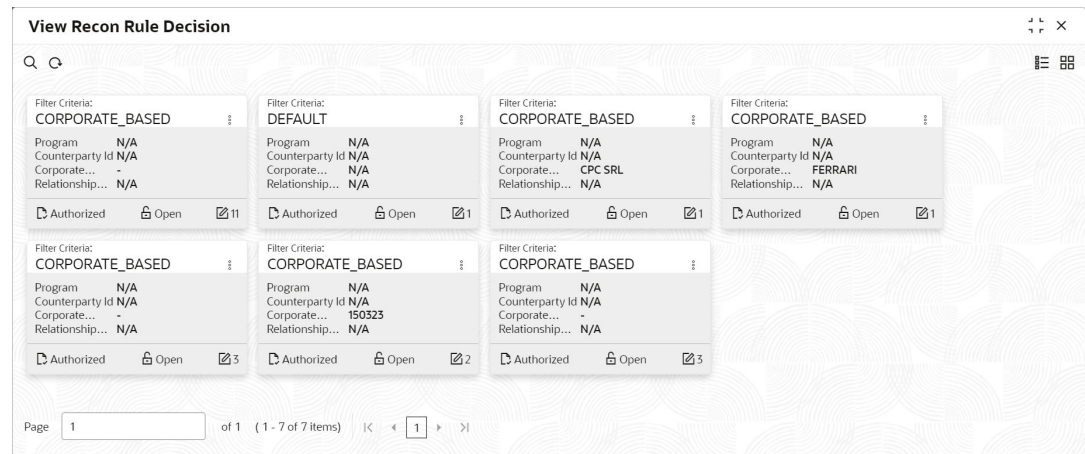 View Recon Rule Decision
Filter Criteria:
CORPORATE_BASED
Program N/A
Counterparty Id N/A
Corporate... -
Relationship... N/A
Authorized Open 11
Filter Criteria:
DEFAULT
Program N/A
Counterparty Id N/A
Corporate... N/A
Relationship... N/A
Authorized Open 1
Filter Criteria:
CORPORATE_BASED
Program N/A
Counterparty Id N/A
Corporate... CPC SRL
Relationship... N/A
Authorized Open 1
Filter Criteria:
CORPORATE_BASED
Program N/A
Counterparty Id N/A
Corporate... FERRARI
Relationship... N/A
Authorized Open 1
Filter Criteria:
CORPORATE_BASED
Program N/A
Counterparty Id N/A
Corporate... -
Relationship... N/A
Authorized Open 3
Filter Criteria:
CORPORATE_BASED
Program N/A
Counterparty Id N/A
Corporate... 150323
Relationship... N/A
Authorized Open 2
Filter Criteria:
CORPORATE_BASED
Program N/A
Counterparty Id N/A
Corporate... -
Relationship... N/A
Authorized Open 3
Page 1 of 1 (1 - 7 of 7 items) 1